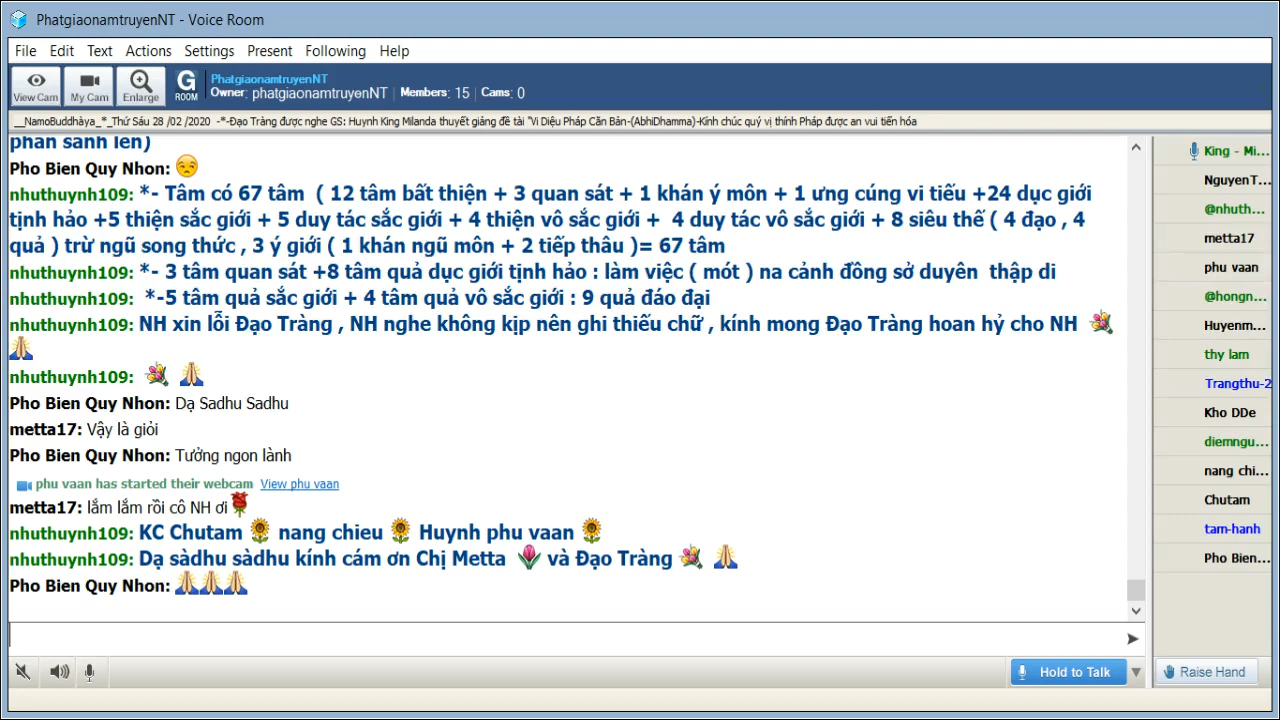 PhatgiaonamtruyenNT - Voice Room
File Edit Text Actions Settings Present Following Help
View Cam My Cam Enlarge G ROOM
PhatgiaonamtruyenNT
Owner: phatgiaonamtruyenNT Members: 15 Cams: 0
__NamoBuddhàya_*_Thứ Sáu 28 /02 /2020 -*-Đạo Tràng được nghe GS: Huynh King Milanda thuyết giảng đề tài "Vi Diệu Pháp Căn Bản-(AbhiDhamma)-Kính chúc quý vị thính Pháp được an vui tiến hóa
Pho Bien Quy Nhon:
nhuthuynh109: *- Tâm có 67 tâm ( 12 tâm bất thiện + 3 quan sát + 1 khán ý môn + 1 ưng cúng vi tiếu +24 dục giới
tịnh hảo +5 thiện sắc giới + 5 duy tác sắc giới + 4 thiện vô sắc giới + 4 duy tác vô sắc giới + 8 siêu thế ( 4 đạo , 4
quả ) trừ ngũ song thức , 3 ý giới ( 1 khán ngũ môn + 2 tiếp thâu )= 67 tâm
nhuthuynh109: *- 3 tâm quan sát +8 tâm quả dục giới tịnh hảo : làm việc ( mót ) na cảnh đồng sở duyên thập di
nhuthuynh109: *-5 tâm quả sắc giới + 4 tâm quả vô sắc giới : 9 quả đáo đại
nhuthuynh109: NH xin lỗi Đạo Tràng , NH nghe không kịp nên ghi thiếu chữ , kính mong Đạo Tràng hoan hỷ cho NH
nhuthuynh109:
Pho Bien Quy Nhon: Dạ Sadhu Sadhu
metta17: Vậy là giỏi
Pho Bien Quy Nhon: Tưởng ngon lành
phu vaan has started their webcam View phu vaan
metta17: lắm lắm rồi cô NH ơi
nhuthuynh109: KC Chutam nang chieu Huynh phu vaan
nhuthuynh109: Dạ sàdhu sàdhu kính cám ơn Chị Metta và Đạo Tràng
Pho Bien Quy Nhon:
King - Mi...
NguyenT...
@nhuth...
metta17
phu vaan
@hongn...
Huyenm...
thy lam
Trangthu-2
Kho DDe
diemngu...
nang chi...
Chutam
tam-hanh
Pho Bien...
Hold to Talk
Raise Hand